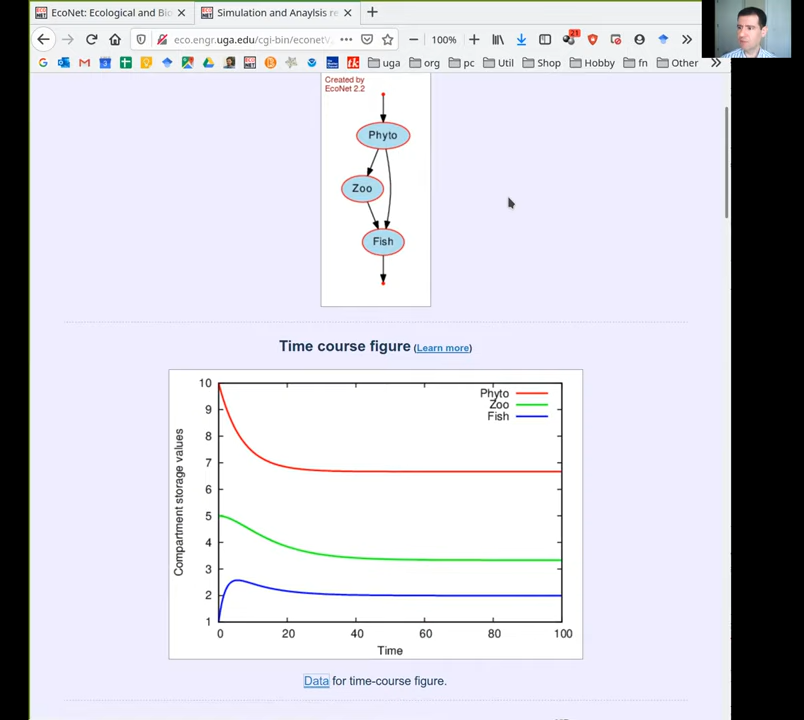 EcoNet: Ecological and Bi
Simulation and Anaylsis re
eco.engr.uga.edu/cgi-bin/econetV
100%
21
uga
org
pc
Util
Shop
Hobby
fn
Other
Created by
EcoNet 2.2
Phyto
Zoo
Fish
Time course figure (Learn more)
Compartment storage values
10
9
8
7
6
5
4
3
2
1
Phyto
Zoo
Fish
0 20 40 60 80 100
Time
Data for time-course figure.